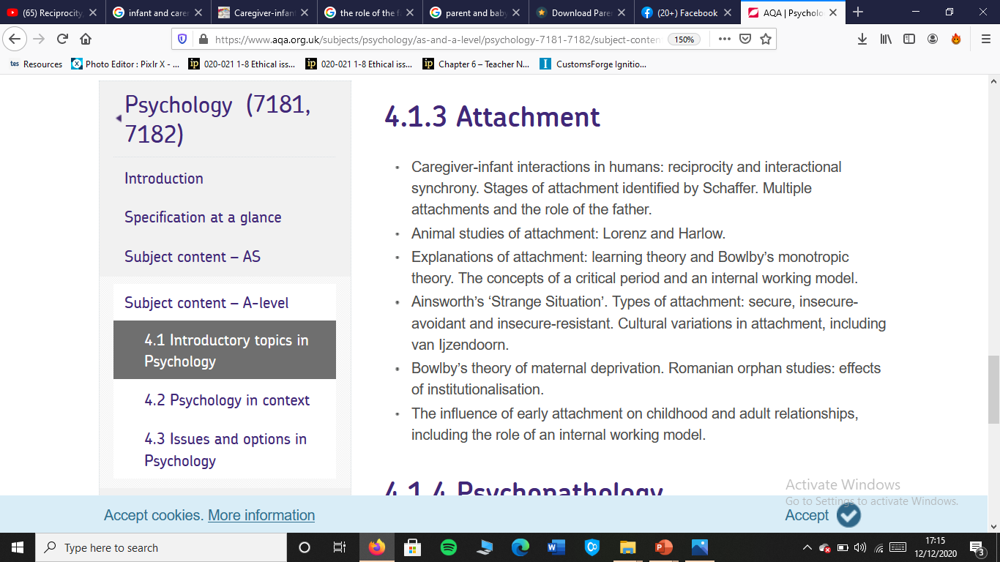 (65) Reciprocity,
infant and care
Caregiver-infan
the role of the f
parent and bab
Download Pare
(20+) Facebook
AQA | Psycholo
https://www.aqa.org.uk/subjects/psychology/as-and-a-level/psychology-7181-7182/subject-conten
150%
tes Resources
Photo Editor : Pixlr X - ...
ip 020-021 1-8 Ethical iss...
ip 020-021 1-8 Ethical iss...
ip Chapter 6 – Teacher N...
I CustomsForge Ignitio...
Psychology (7181,
7182)
Introduction
Specification at a glance
Subject content – AS
Subject content – A-level
4.1 Introductory topics in
Psychology
4.2 Psychology in context
4.3 Issues and options in
Psychology
4.1.3 Attachment
• Caregiver-infant interactions in humans: reciprocity and interactional
synchrony. Stages of attachment identified by Schaffer. Multiple
attachments and the role of the father.
• Animal studies of attachment: Lorenz and Harlow.
• Explanations of attachment: learning theory and Bowlby's monotropic
theory. The concepts of a critical period and an internal working model.
• Ainsworth's 'Strange Situation'. Types of attachment: secure, insecure-
avoidant and insecure-resistant. Cultural variations in attachment, including
van Ijzendoorn.
• Bowlby's theory of maternal deprivation. Romanian orphan studies: effects
of institutionalisation.
• The influence of early attachment on childhood and adult relationships,
including the role of an internal working model.
4.1.4 Psychopathology
Activate Windows
Go to Settings to activate Windows.
Accept cookies. More information
Accept
Type here to search
17:15
12/12/2020
3